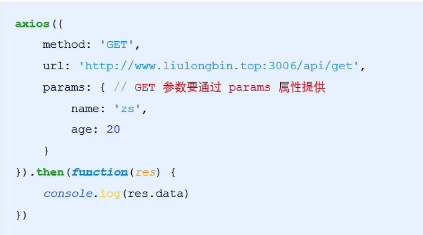 axios({
    method: 'GET',
    url: 'http://www.liulongbin.top:3006/api/get',
    params: { // GET 参数要通过 params 属性提供
        name: 'zs',
        age: 20
    }
}).then(function(res) {
    console.log(res.data)
})